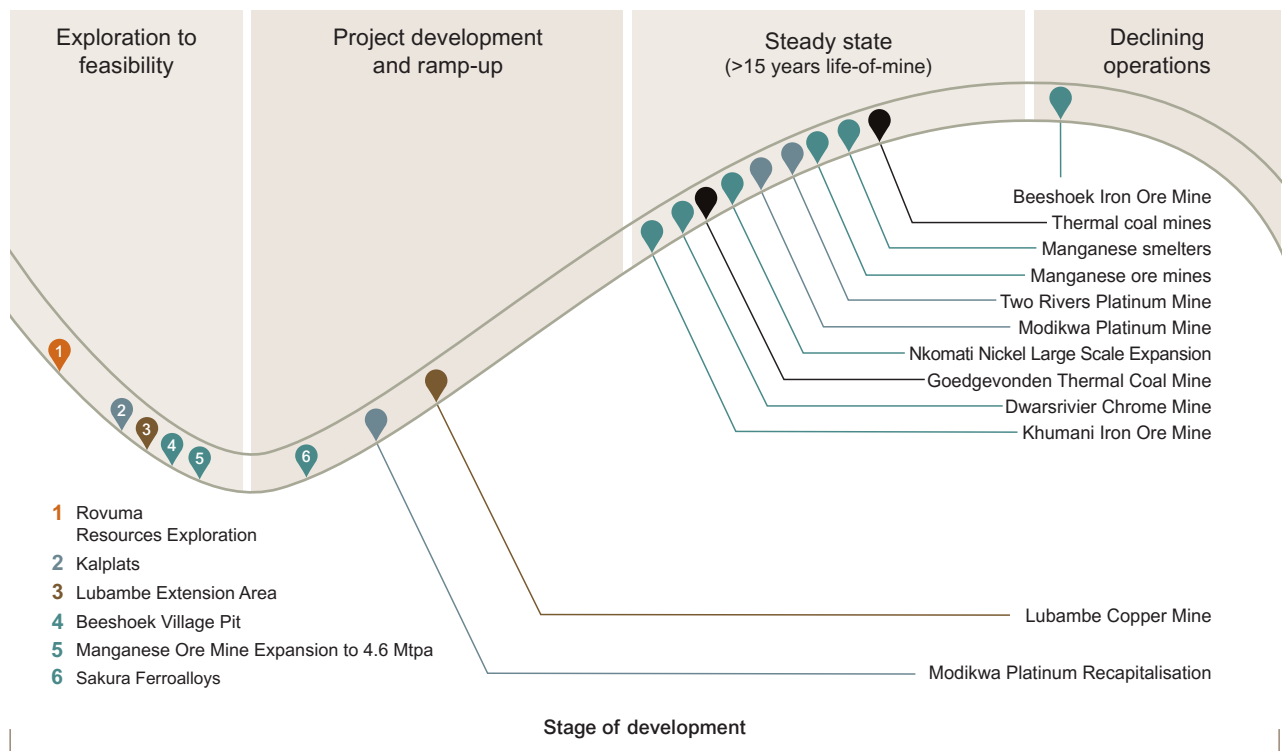 Exploration to
feasibility
Project development
and ramp-up
Steady state
(>15 years life-of-mine)
Declining
operations
Beeshoek Iron Ore Mine
Thermal coal mines
Manganese smelters
Manganese ore mines
Two Rivers Platinum Mine
Modikwa Platinum Mine
Nkomati Nickel Large Scale Expansion
Goedgevonden Thermal Coal Mine
Dwarsrivier Chrome Mine
Khumani Iron Ore Mine
1
2
3
4
5
6
1 Rovuma
Resources Exploration
2 Kalplats
3 Lubambe Extension Area
4 Beeshoek Village Pit
5 Manganese Ore Mine Expansion to 4.6 Mtpa
6 Sakura Ferroalloys
Lubambe Copper Mine
Modikwa Platinum Recapitalisation
Stage of development